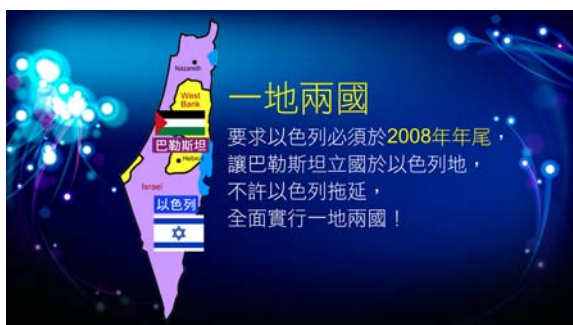 Nazareth
West
Bank
巴勒斯坦
Hebron
Israel
以色列
一地兩國
要求以色列必須於2008年年尾，
讓巴勒斯坦立國於以色列地，
不許以色列拖延，
全面實行一地兩國！